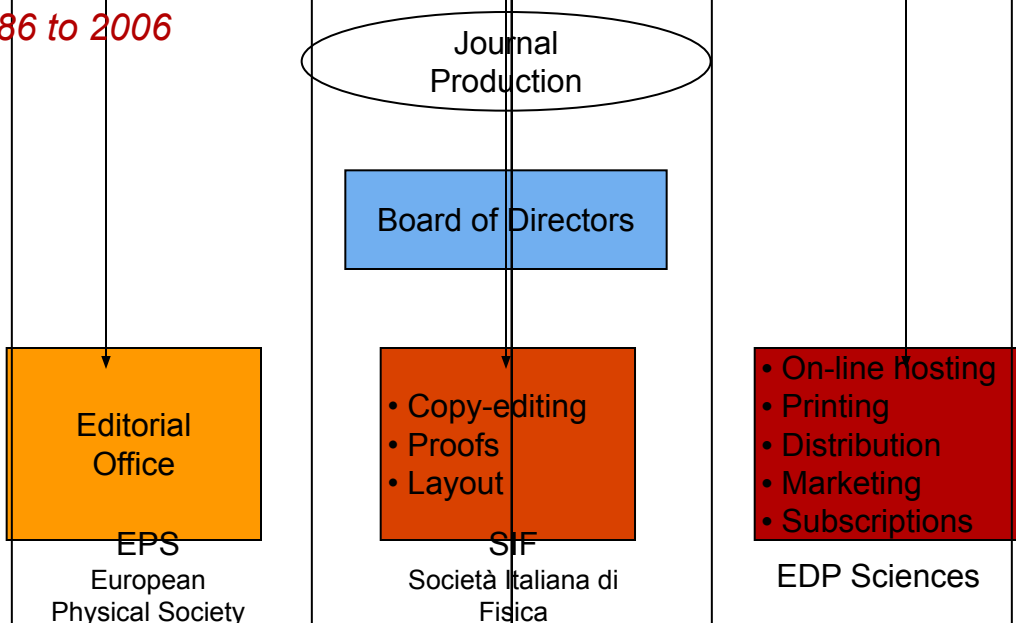 86 to 2006
Journal
Production
Board of Directors
Editorial
Office
• Copy-editing
• Proofs
• Layout
• On-line hosting
• Printing
• Distribution
• Marketing
• Subscriptions
EPS
European
Physical Society
SIF
Società Italiana di
Fisica
EDP Sciences